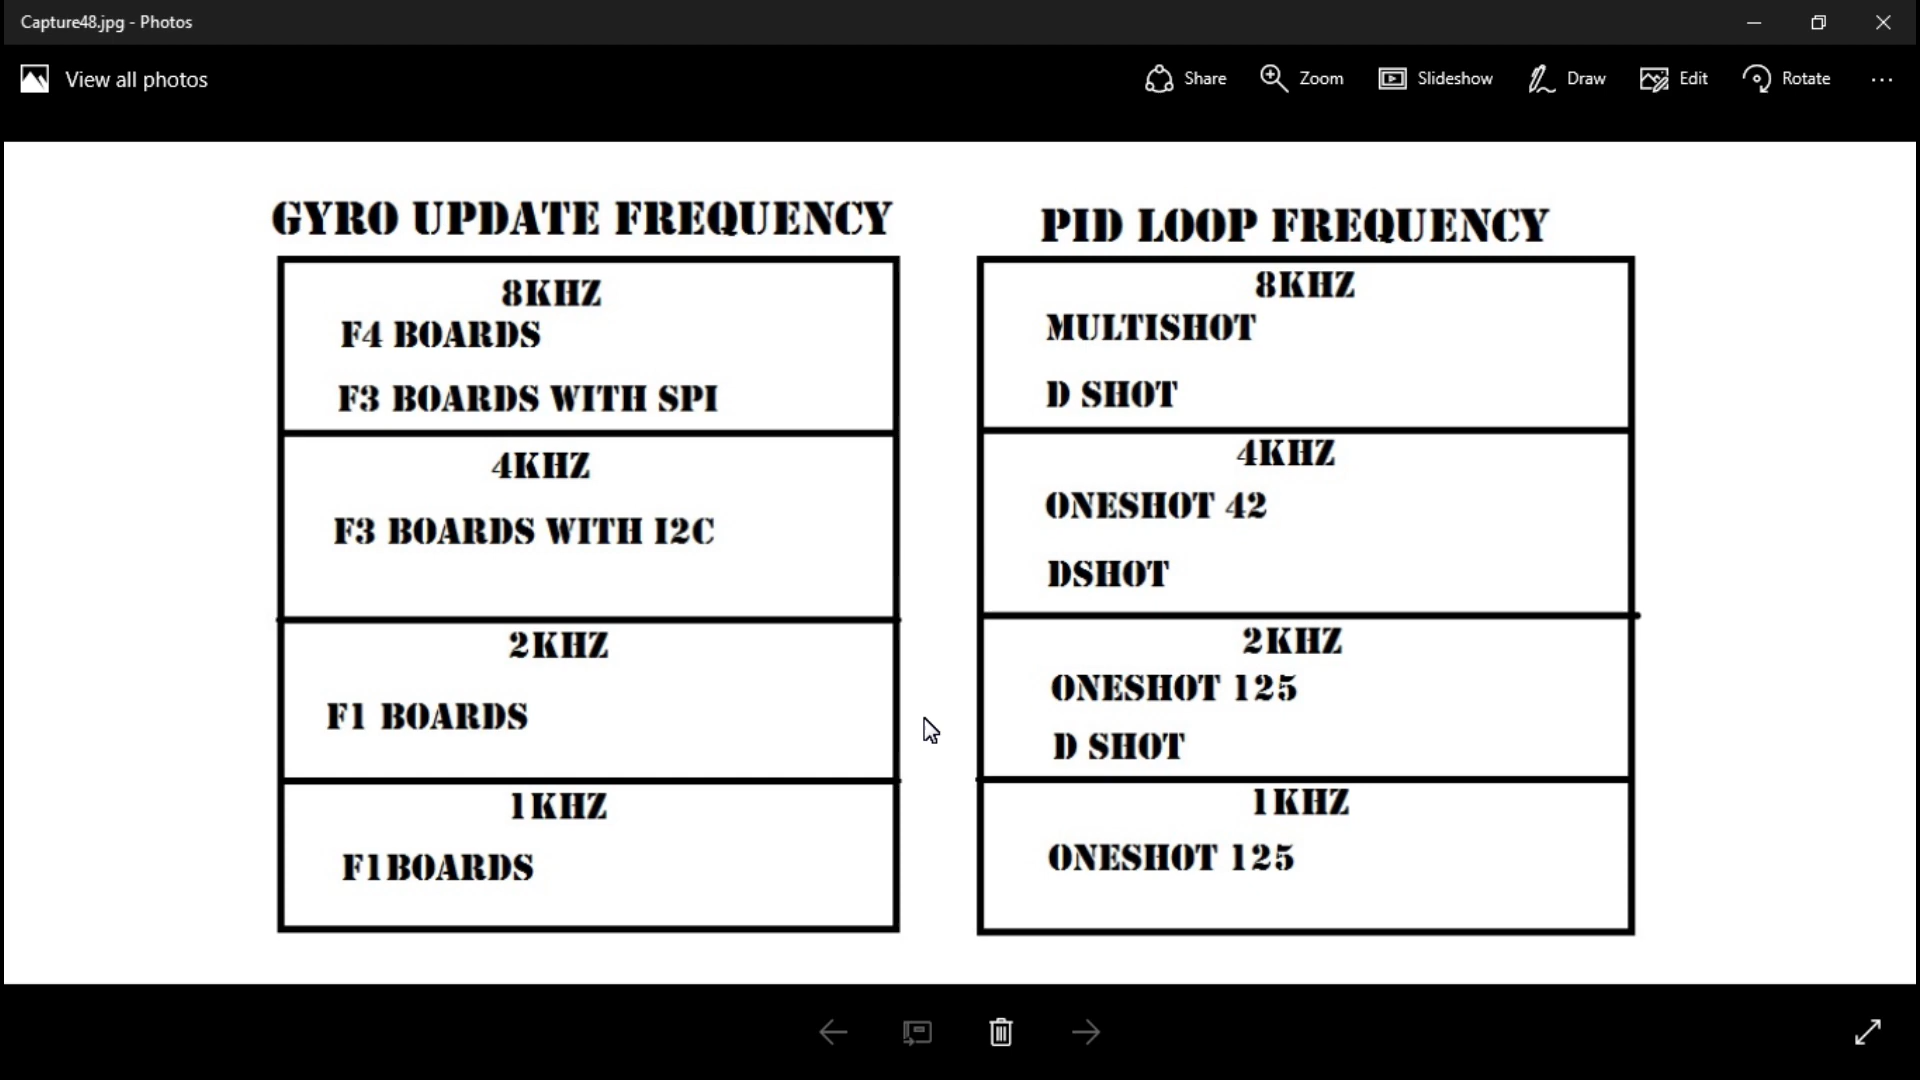 Capture48.jpg - Photos
View all photos
Share
Zoom
Slideshow
Draw
Edit
Rotate
GYRO UPDATE FREQUENCY
8KHZ
F4 BOARDS
F3 BOARDS WITH SPI
4KHZ
F3 BOARDS WITH I2C
2KHZ
F1 BOARDS
1KHZ
F1BOARDS
PID LOOP FREQUENCY
8KHZ
MULTISHOT
D SHOT
4KHZ
ONESHOT 42
DSHOT
2KHZ
ONESHOT 125
D SHOT
1KHZ
ONESHOT 125